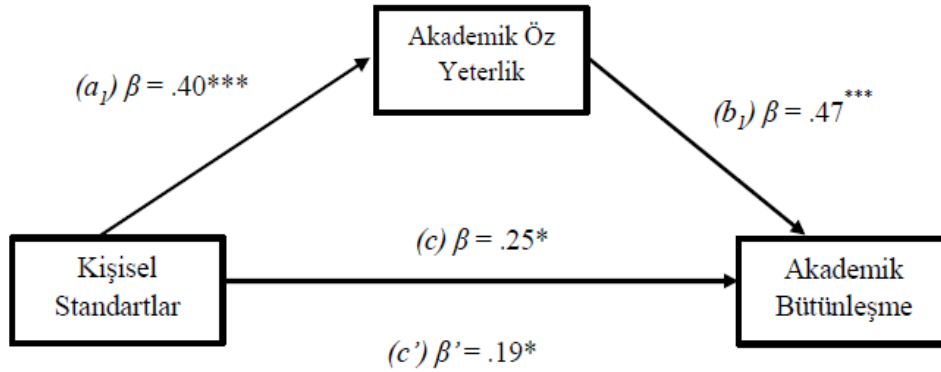 Akademik Öz
Yeterlik
(a₁) β = .40***
(b₁) β = .47***
(c) β = .25*
Kişisel
Standartlar
Akademik
Bütünleşme
(c’) β’ = .19*